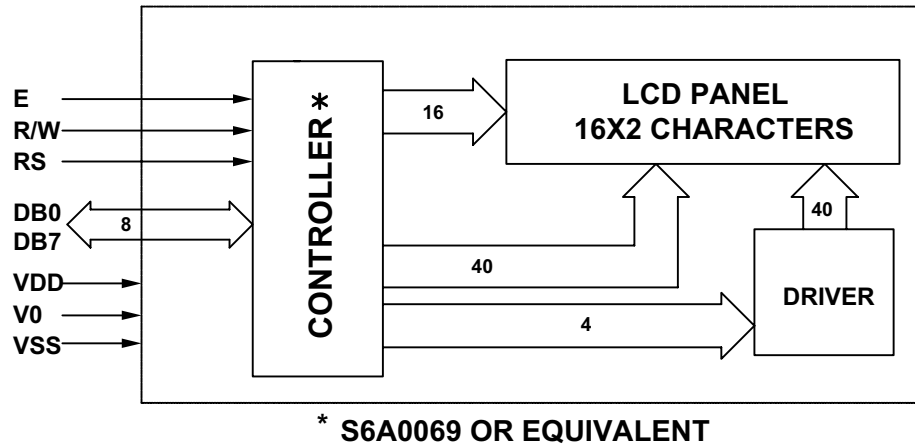 E
R/W
RS
DB0
DB7
VDD
V0
VSS
8
CONTROLLER *
16
40
4
LCD PANEL
16X2 CHARACTERS
40
DRIVER
* S6A0069 OR EQUIVALENT